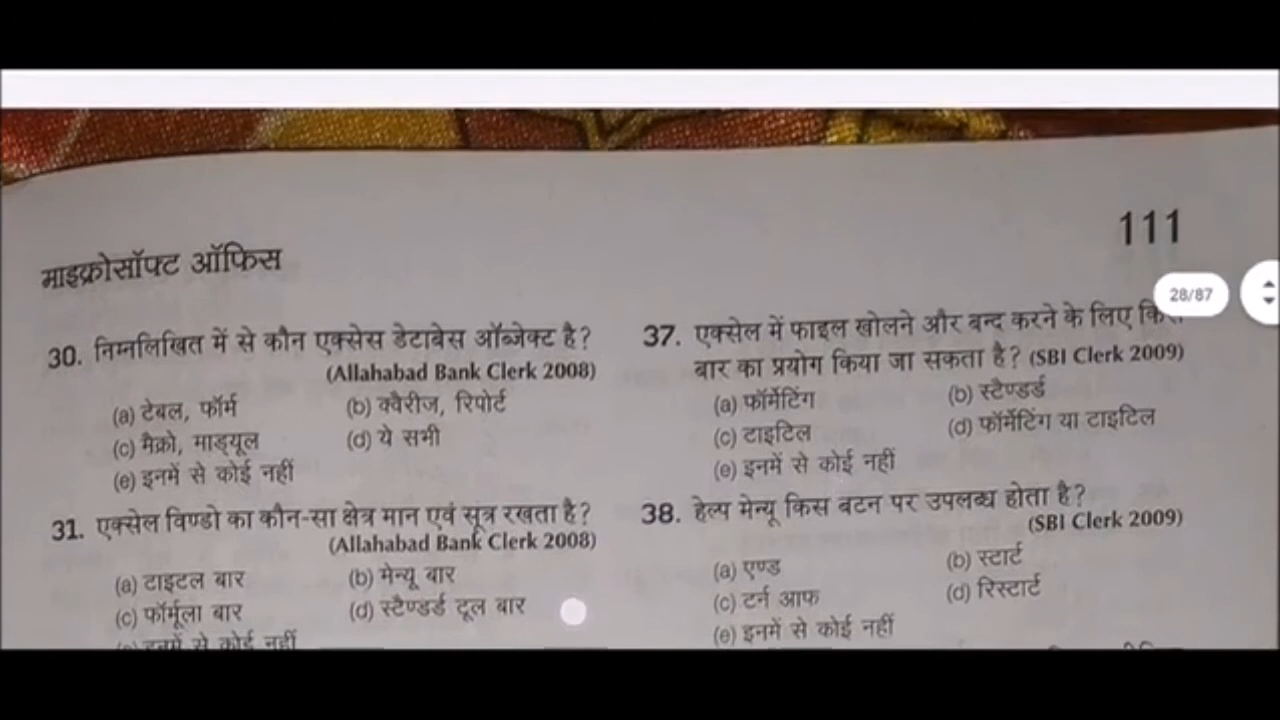 111
माइक्रोसॉफ्ट ऑफिस
28/87
30. निम्नलिखित में से कौन एक्सेस डेटाबेस ऑब्जेक्ट है?
(Allahabad Bank Clerk 2008)
(a) टेबल, फॉर्म (b) क्वैरीज, रिपोर्ट
(c) मैक्रो, माड्यूल (d) ये सभी
(e) इनमें से कोई नहीं
31. एक्सेल विण्डो का कौन-सा क्षेत्र मान एवं सूत्र रखता है?
(Allahabad Bank Clerk 2008)
(a) टाइटल बार (b) मेन्यू बार
(c) फॉर्मूला बार (d) स्टैण्डर्ड टूल बार
इनमें से कोई नहीं
37. एक्सेल में फाइल खोलने और बन्द करने के लिए
बार का प्रयोग किया जा सकता है? (SBI Clerk 2009)
(a) फॉर्मेटिंग (b) स्टैण्डर्ड
(c) टाइटिल (d) फॉर्मेटिंग या टाइटिल
(e) इनमें से कोई नहीं
38. हेल्प मेन्यू किस बटन पर उपलब्ध होता है?
(SBI Clerk 2009)
(a) एण्ड (b) स्टार्ट
(c) टर्न आफ (d) रिस्टार्ट
(e) इनमें से कोई नहीं